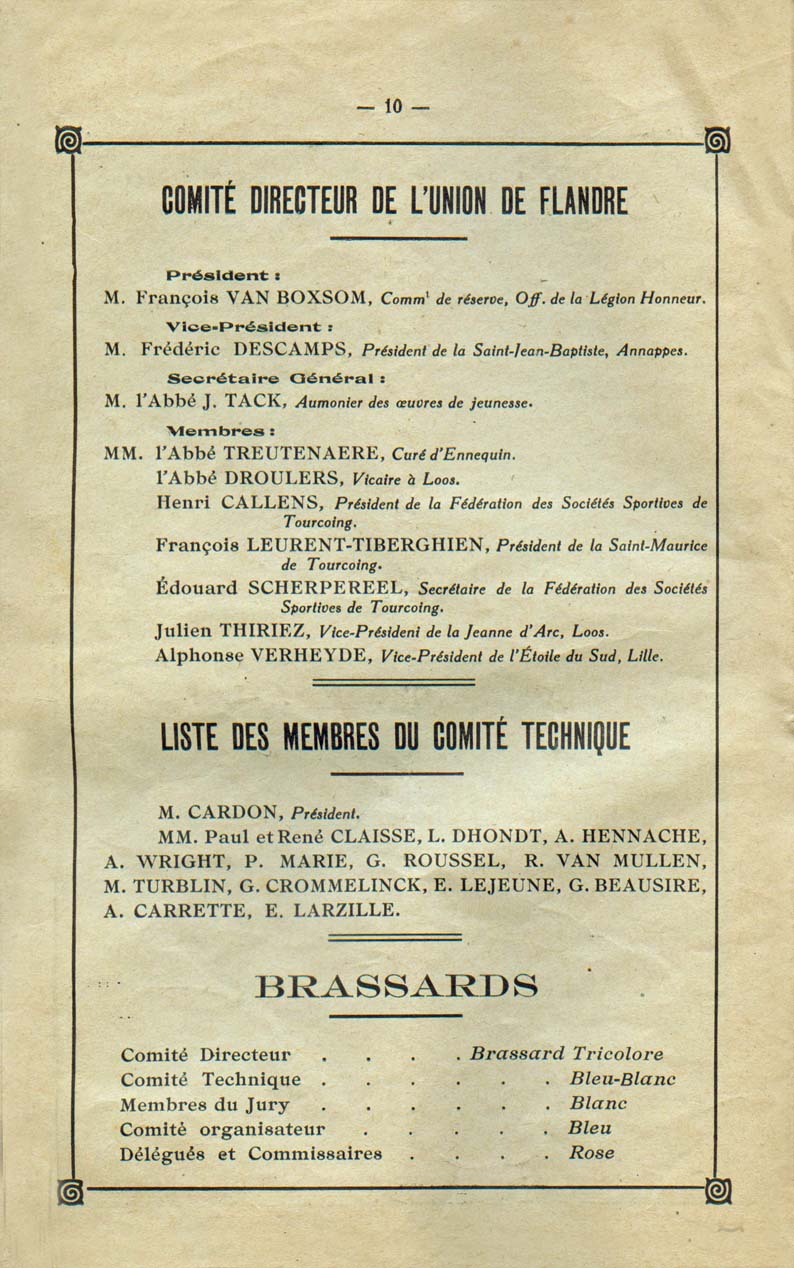 — 10 —
COMITÉ DIRECTEUR DE L'UNION DE FLANDRE
Président :
M. François VAN BOXSOM, Commt de réserve, Off. de la Légion Honneur.
Vice-Président :
M. Frédéric DESCAMPS, Président de la Saint-Jean-Baptiste, Annappes.
Secrétaire Général :
M. l'Abbé J. TACK, Aumonier des œuvres de jeunesse.
Membres :
MM. l'Abbé TREUTENAERE, Curé d'Ennequin.
l'Abbé DROULERS, Vicaire à Loos.
Henri CALLENS, Président de la Fédération des Sociétés Sportives de
Tourcoing.
François LEURENT-TIBERGHIEN, Président de la Saint-Maurice
de Tourcoing.
Édouard SCHERPEREEL, Secrétaire de la Fédération des Sociétés
Sportives de Tourcoing.
Julien THIRIEZ, Vice-Présideni de la Jeanne d'Arc, Loos.
Alphonse VERHEYDE, Vice-Président de l'Étoile du Sud, Lille.
LISTE DES MEMBRES DU COMITÉ TECHNIQUE
M. CARDON, Président.
MM. Paul et René CLAISSE, L. DHONDT, A. HENNACHE,
A. WRIGHT, P. MARIE, G. ROUSSEL, R. VAN MULLEN,
M. TURBLIN, G. CROMMELINCK, E. LEJEUNE, G. BEAUSIRE,
A. CARRETTE, E. LARZILLE.
BRASSARDS
Comité Directeur . . . . Brassard Tricolore
Comité Technique . . . . . . Bleu-Blanc
Membres du Jury . . . . . . Blanc
Comité organisateur . . . . . Bleu
Délégués et Commissaires . . . . Rose